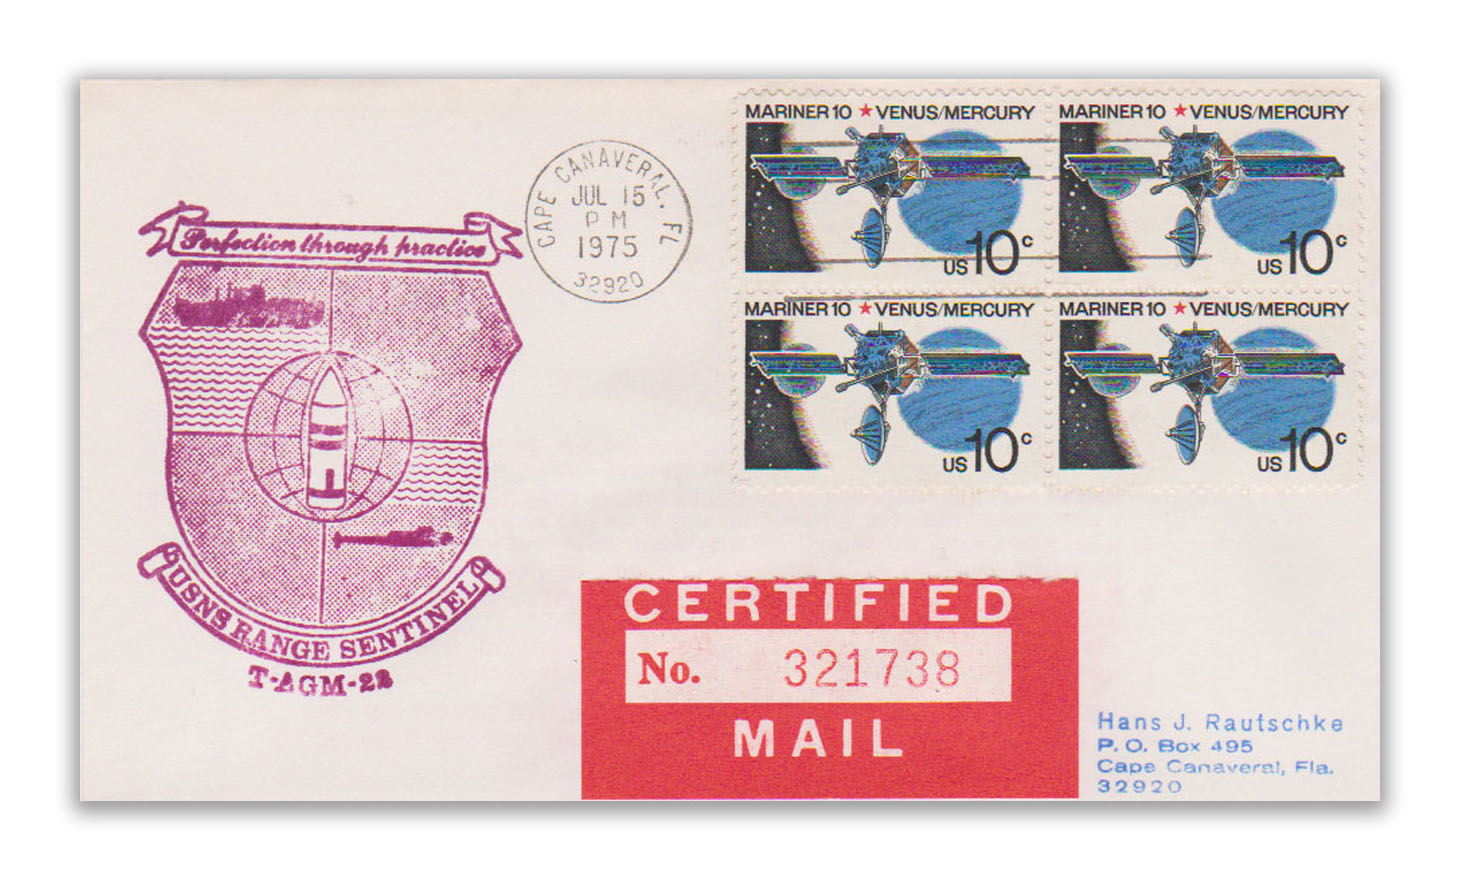 Perfection through practice
USNS RANGE SENTINEL
T-AGM-22
CAPE CANAVERAL, FL
JUL 15
PM
1975
32920
MARINER 10 ★ VENUS/MERCURY
US 10c
MARINER 10 ★ VENUS/MERCURY
US 10c
MARINER 10 ★ VENUS/MERCURY
US 10c
MARINER 10 ★ VENUS/MERCURY
US 10c
CERTIFIED
No. 321738
MAIL
Hans J. Rautschke
P. O. Box 495
Cape Canaveral, Fla.
32920